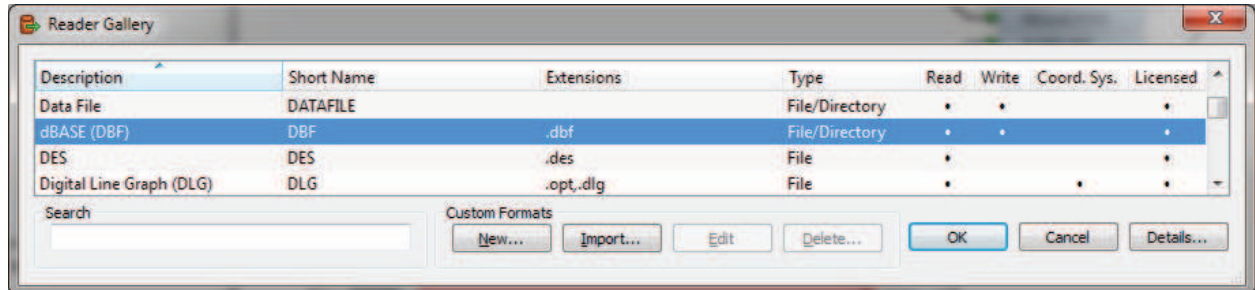 Reader Gallery
Description Short Name Extensions Type Read Write Coord. Sys. Licensed
Data File DATAFILE File/Directory • • •
dBASE (DBF) DBF .dbf File/Directory • • •
DES DES .des File • •
Digital Line Graph (DLG) DLG .opt,.dlg File • • •
Search Custom Formats
New... Import... Edit Delete... OK Cancel Details...